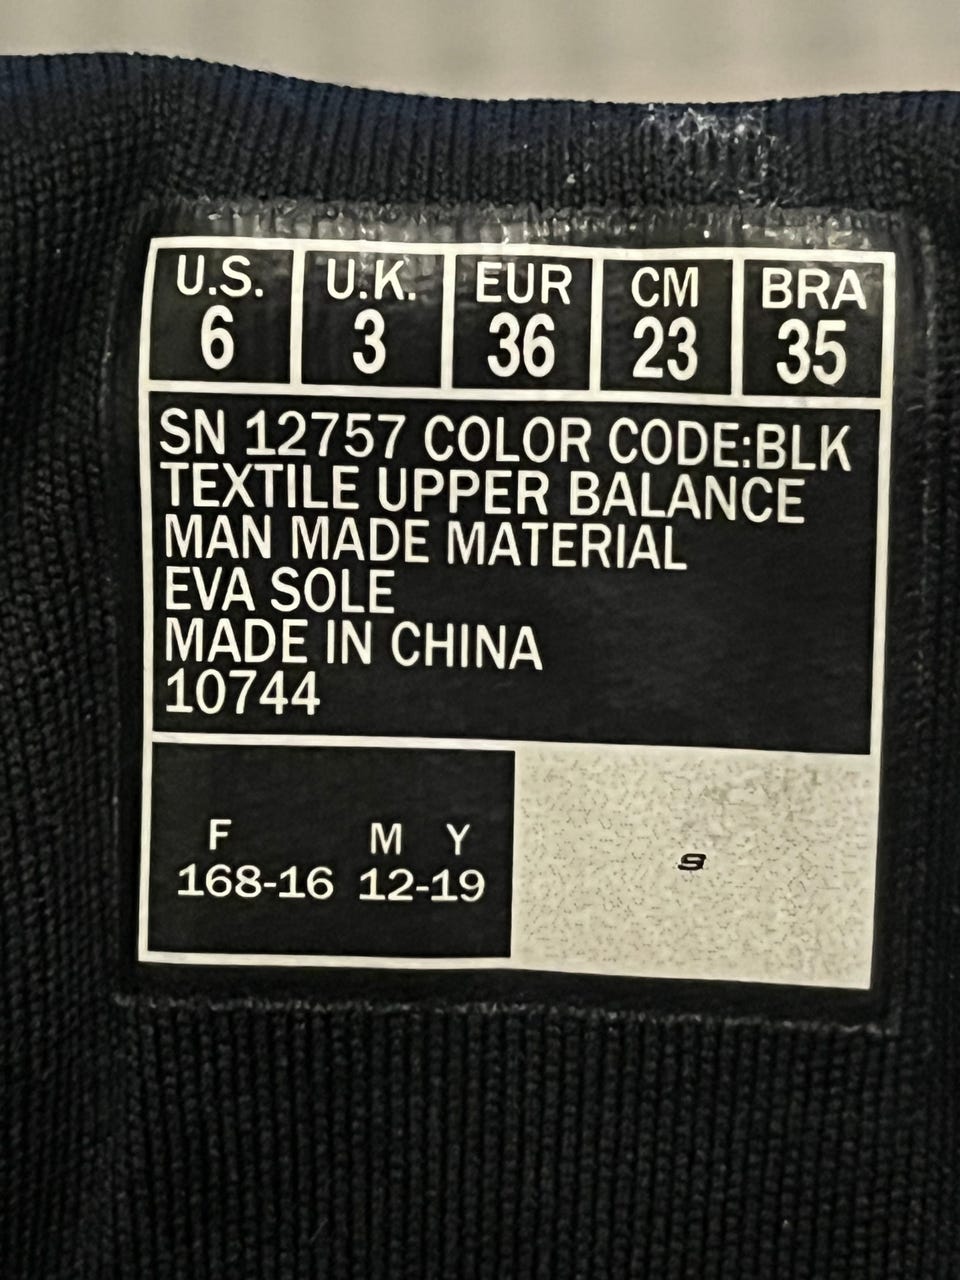 U.S. U.K. EUR CM BRA
6 3 36 23 35
SN 12757 COLOR CODE:BLK
TEXTILE UPPER BALANCE
MAN MADE MATERIAL
EVA SOLE
MADE IN CHINA
10744
F M Y
168-16 12-19
S